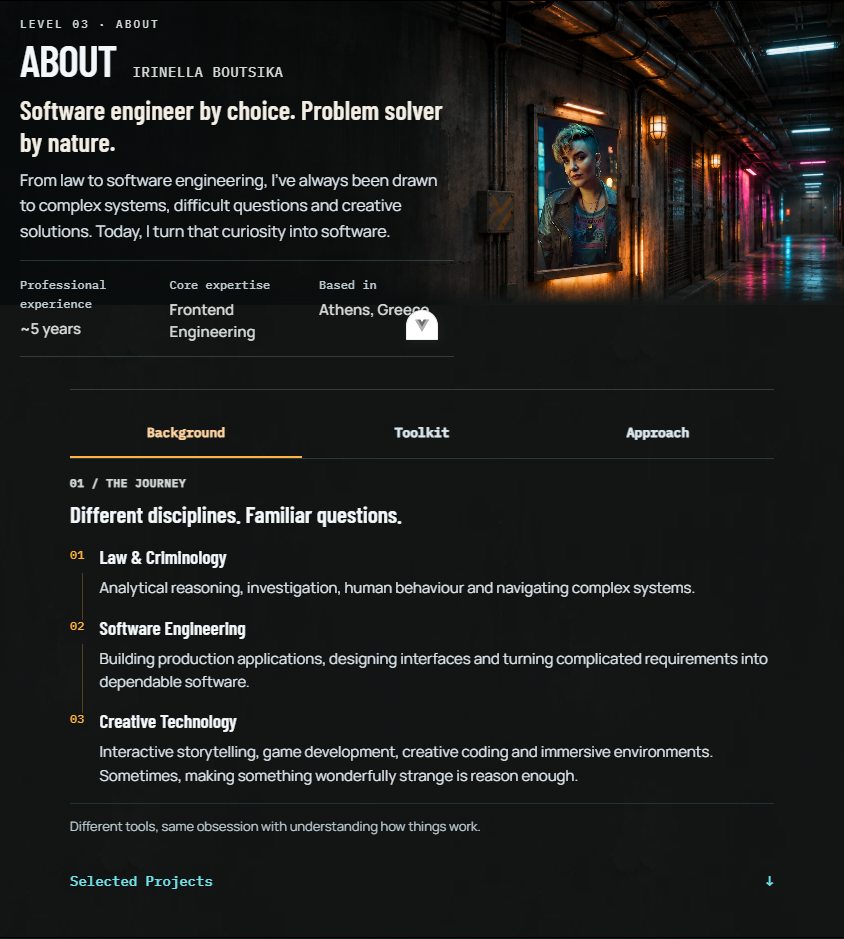 LEVEL 03 · ABOUT
ABOUT IRINELLA BOUTSIKA
Software engineer by choice. Problem solver
by nature.
From law to software engineering, I've always been drawn
to complex systems, difficult questions and creative
solutions. Today, I turn that curiosity into software.
Professional
experience
~5 years
Core expertise
Frontend
Engineering
Based in
Athens, Greece
Background
Toolkit
Approach
01 / THE JOURNEY
Different disciplines. Familiar questions.
01 Law & Criminology
Analytical reasoning, investigation, human behaviour and navigating complex systems.
02 Software Engineering
Building production applications, designing interfaces and turning complicated requirements into
dependable software.
03 Creative Technology
Interactive storytelling, game development, creative coding and immersive environments.
Sometimes, making something wonderfully strange is reason enough.
Different tools, same obsession with understanding how things work.
Selected Projects ↓